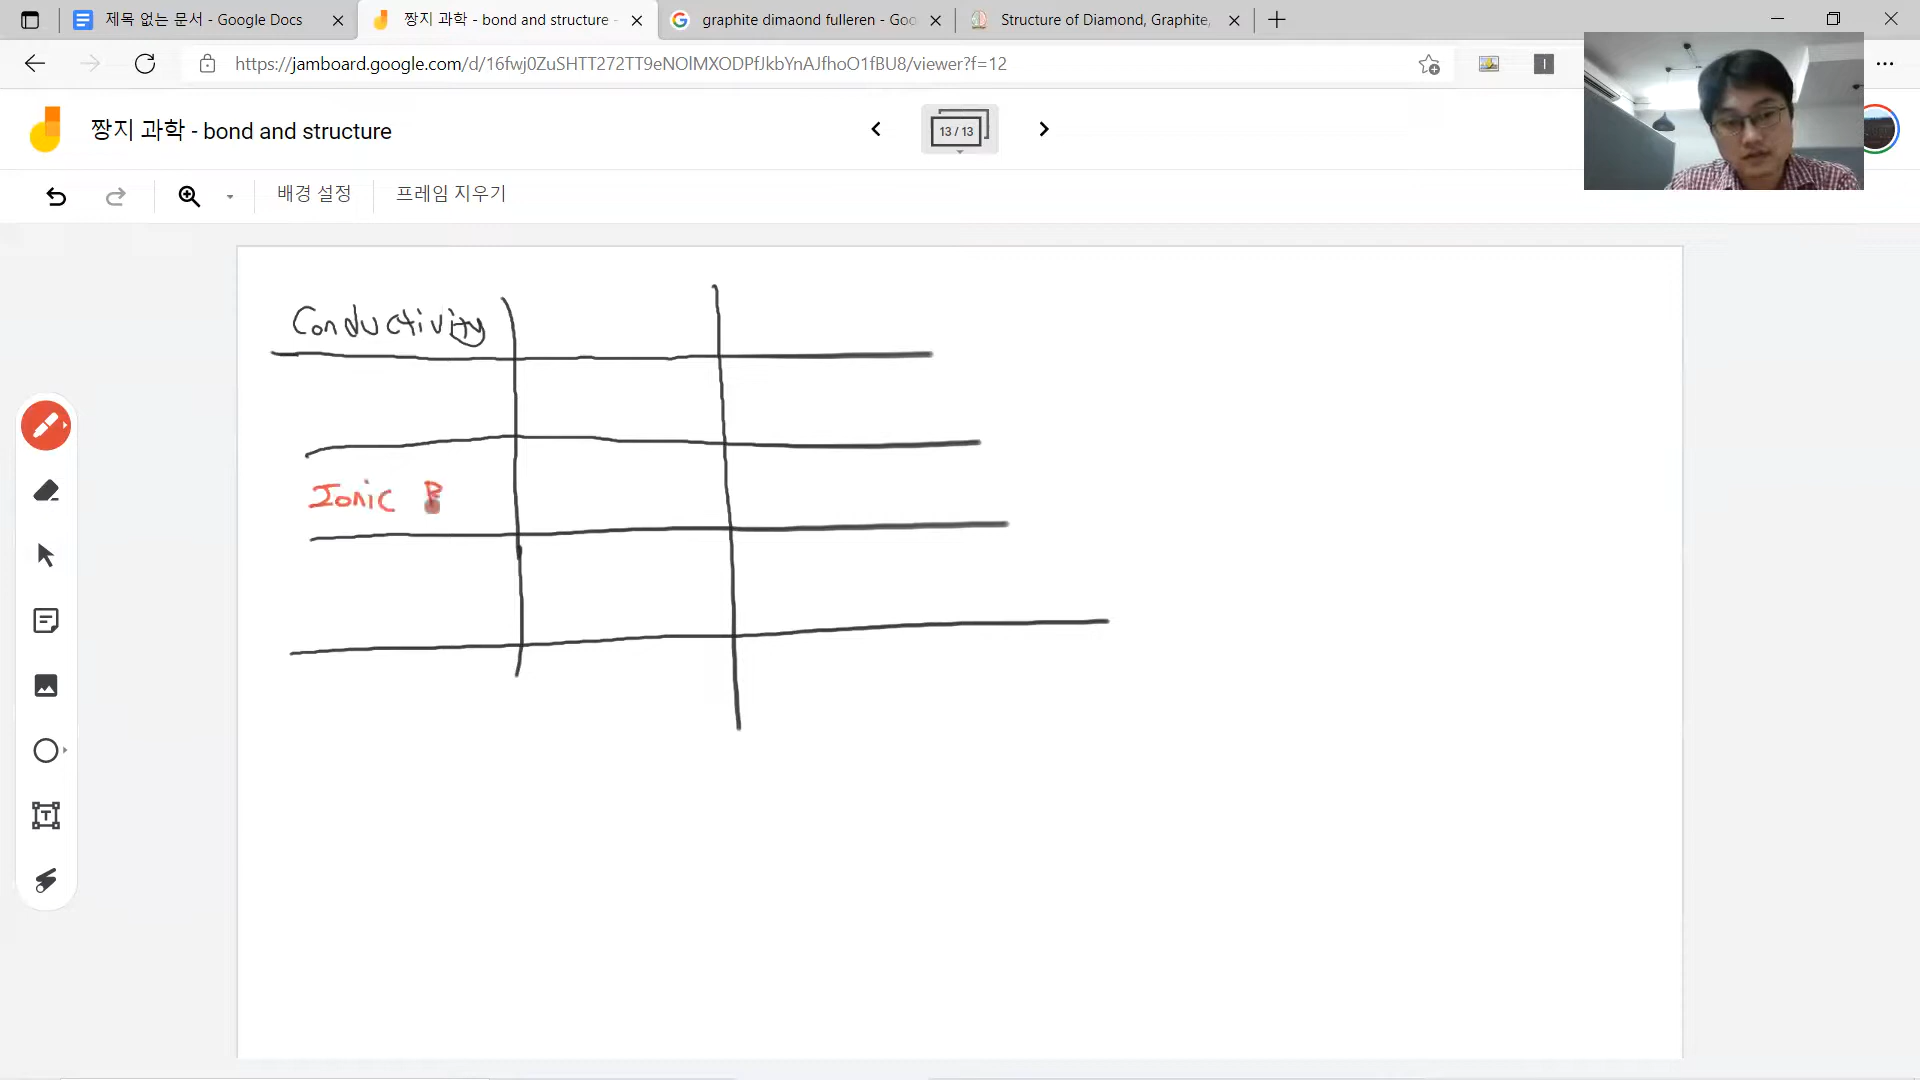 제목 없는 문서 - Google Docs
짱지 과학 - bond and structure -
graphite dimaond fulleren - Goo
Structure of Diamond, Graphite,
https://jamboard.google.com/d/16fwj0ZuSHTT272TT9eNOlMXODPfJkbYnAJfhoO1fBU8/viewer?f=12
짱지 과학 - bond and structure
13 / 13
배경 설정
프레임 지우기
Conductivity
Ionic B